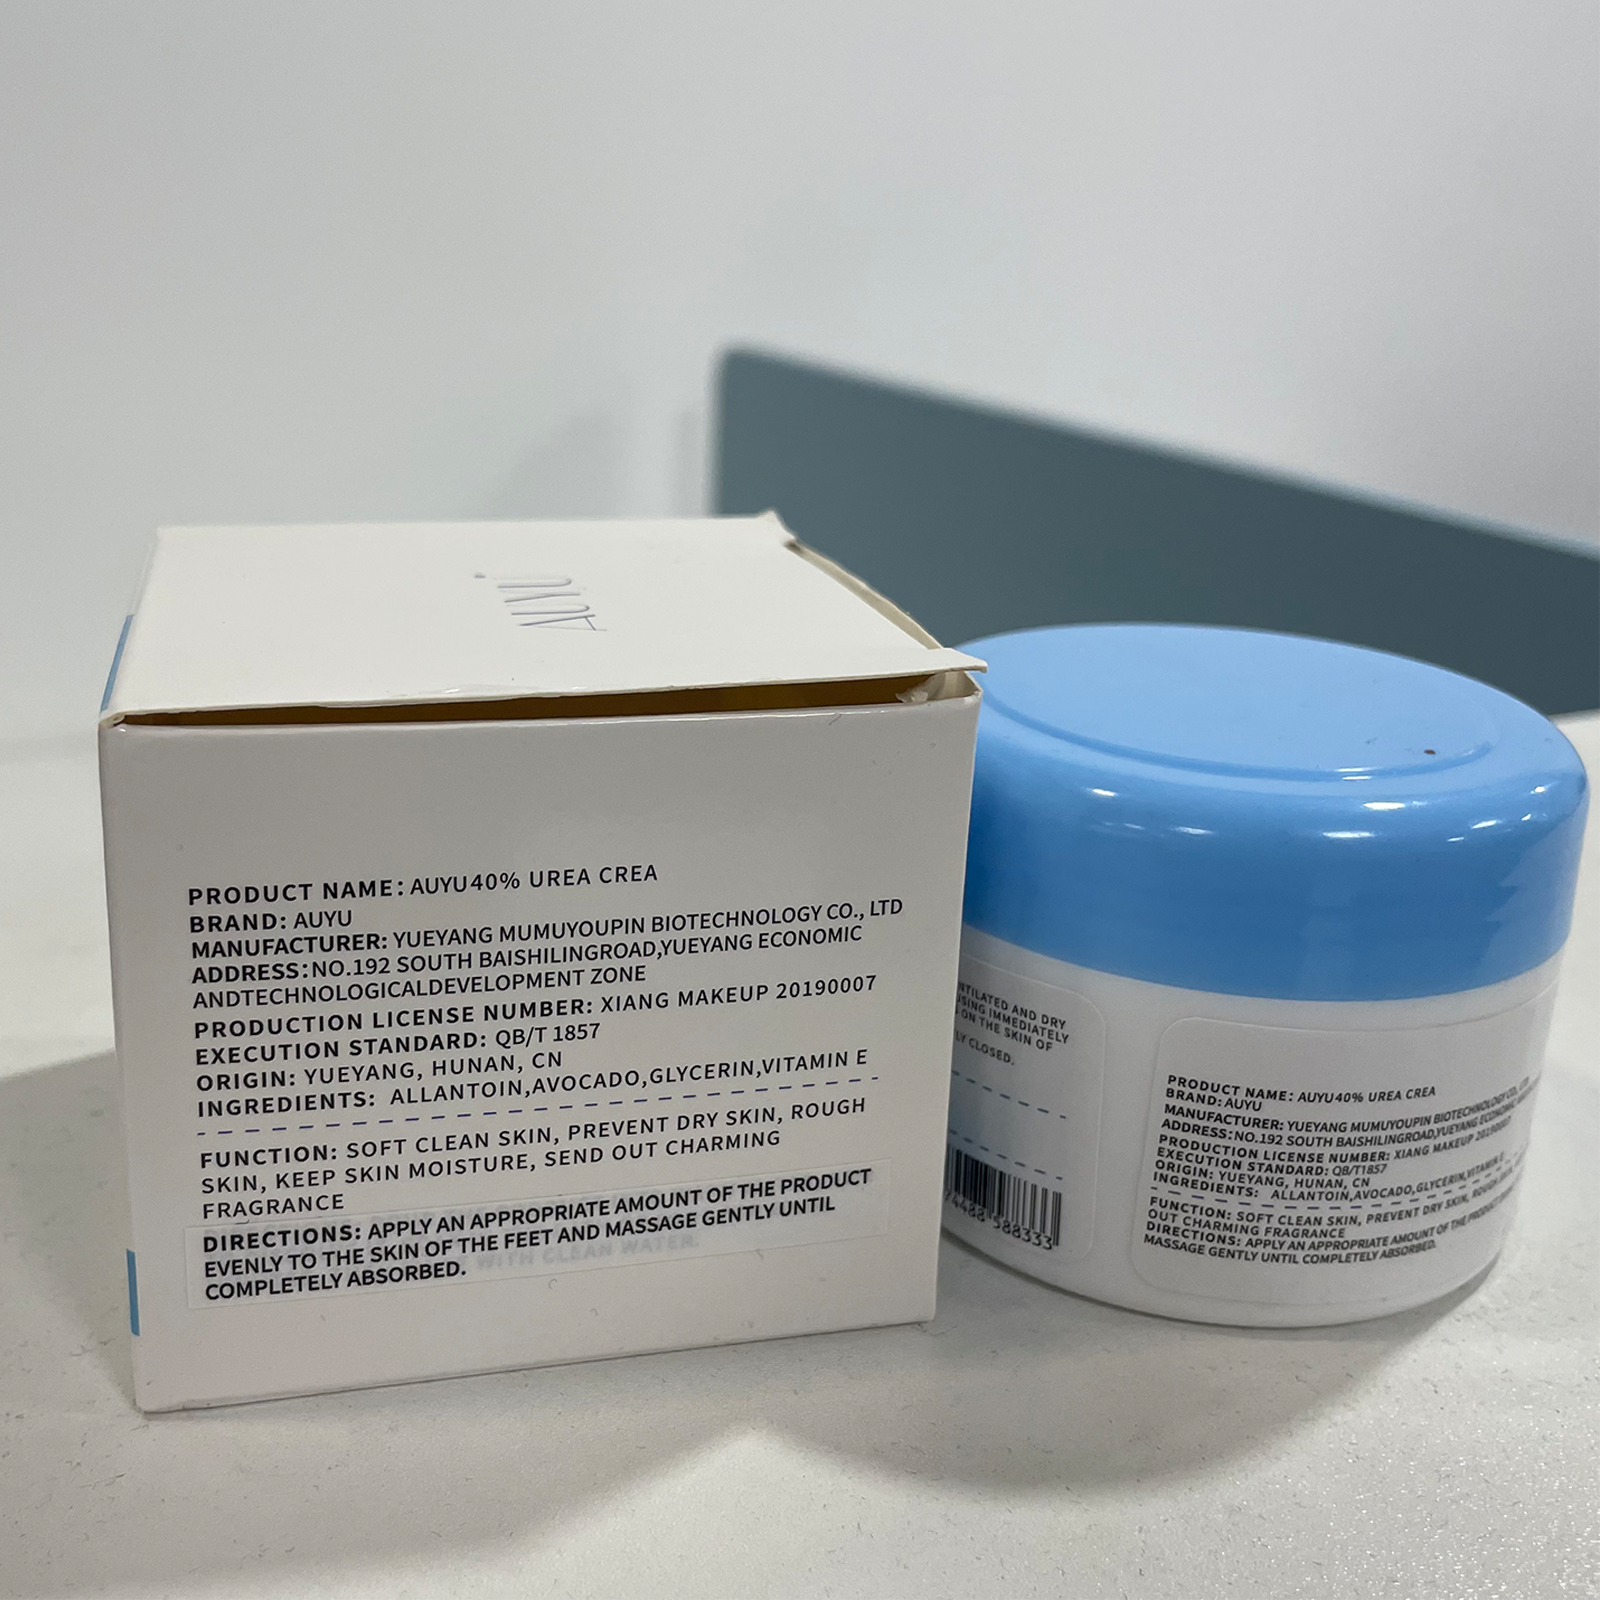 AUYU
PRODUCT NAME: AUYU40% UREA CREA
BRAND: AUYU
MANUFACTURER: YUEYANG MUMUYOUPIN BIOTECHNOLOGY CO., LTD
ADDRESS:NO.192 SOUTH BAISHILINGROAD,YUEYANG ECONOMIC
ANDTECHNOLOGICALDEVELOPMENT ZONE
PRODUCTION LICENSE NUMBER: XIANG MAKEUP 20190007
EXECUTION STANDARD: QB/T 1857
ORIGIN: YUEYANG, HUNAN, CN
INGREDIENTS: ALLANTOIN,AVOCADO,GLYCERIN,VITAMIN E
FUNCTION: SOFT CLEAN SKIN, PREVENT DRY SKIN, ROUGH
SKIN, KEEP SKIN MOISTURE, SEND OUT CHARMING
FRAGRANCE
DIRECTIONS: APPLY AN APPROPRIATE AMOUNT OF THE PRODUCT
EVENLY TO THE SKIN OF THE FEET AND MASSAGE GENTLY UNTIL
COMPLETELY ABSORBED.
WITH CLEAN WATER.
AND DRY
USING IMMEDIATELY
ON THE SKIN OF
CLOSED.
74488 588333
PRODUCT NAME: AUYU40% UREA CREA
BRAND: AUYU
MANUFACTURER: YUEYANG MUMUYOUPIN BIOTECHNOLOGY CO., LTD
ADDRESS:NO.192 SOUTH BAISHILINGROAD,YUEYANG ECONOMIC
PRODUCTION LICENSE NUMBER: XIANG MAKEUP 20190007
EXECUTION STANDARD: QB/T1857
ORIGIN: YUEYANG, HUNAN, CN
INGREDIENTS: ALLANTOIN,AVOCADO,GLYCERIN,VITAMIN E
FUNCTION: SOFT CLEAN SKIN, PREVENT DRY SKIN, ROUGH
OUT CHARMING FRAGRANCE
DIRECTIONS: APPLY AN APPROPRIATE AMOUNT OF THE PRODUCT
MASSAGE GENTLY UNTIL COMPLETELY ABSORBED.